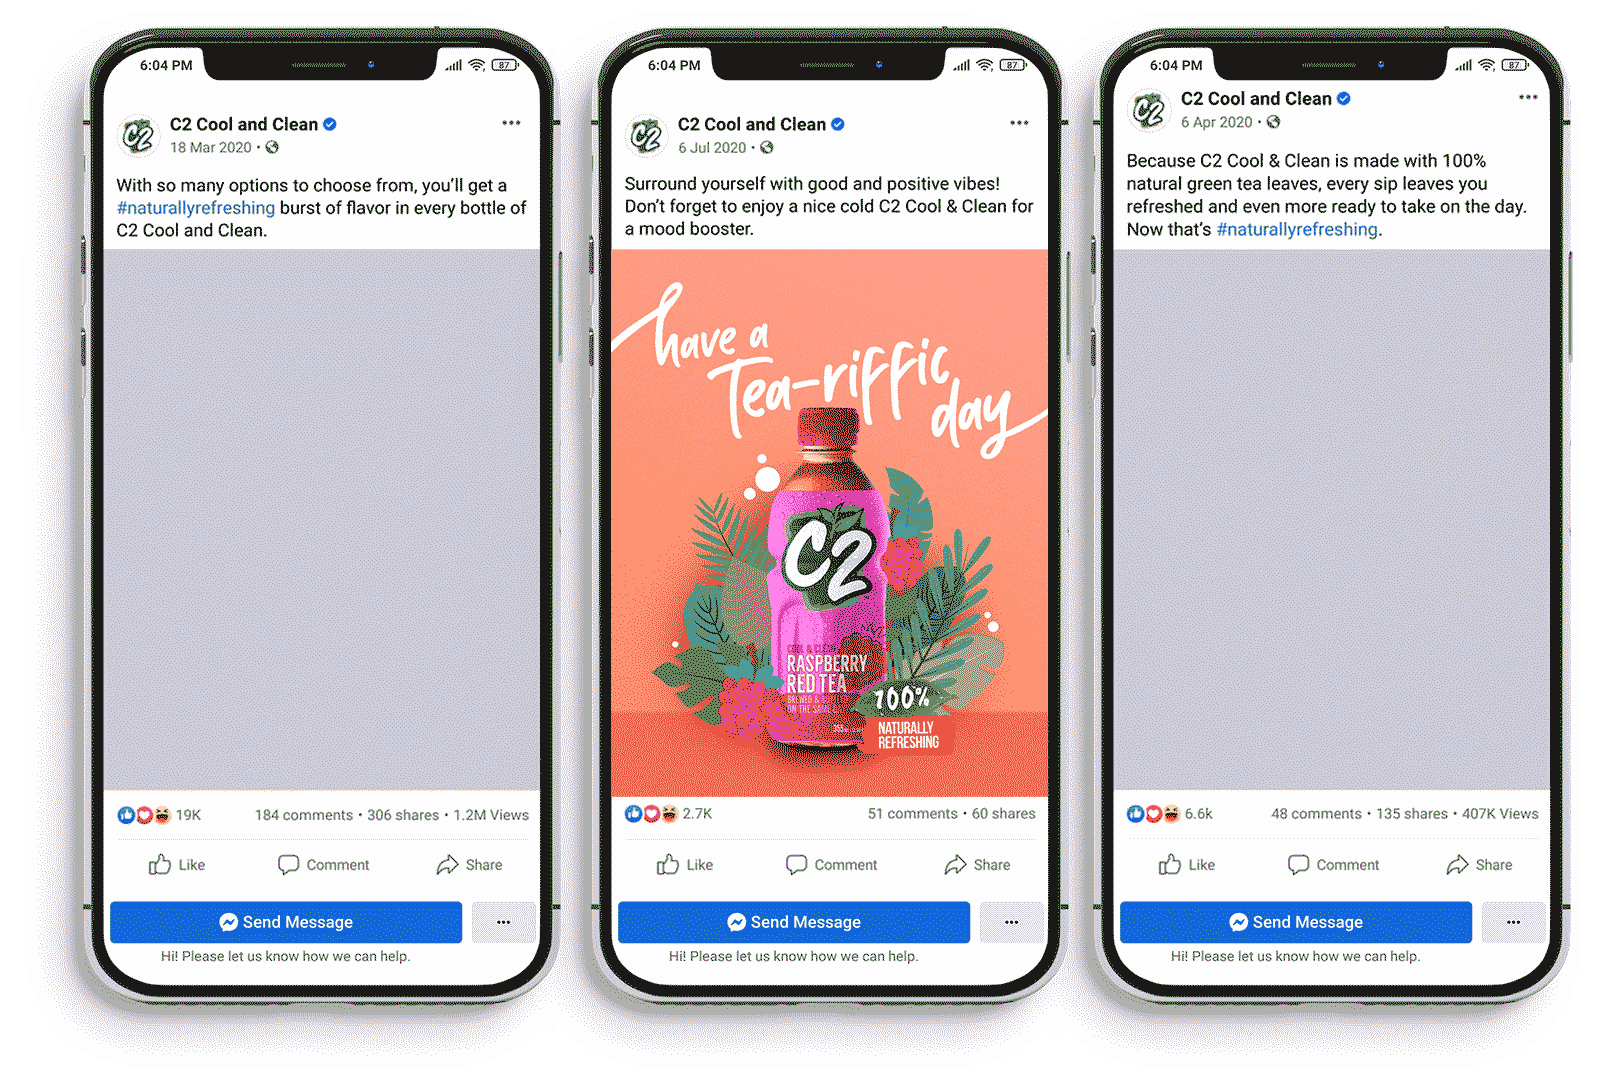 6:04 PM
87
C2 Cool and Clean
18 Mar 2020 •
With so many options to choose from, you'll get a
#naturallyrefreshing burst of flavor in every bottle of
C2 Cool and Clean.
19K
184 comments • 306 shares • 1.2M Views
Like
Comment
Share
Send Message
Hi! Please let us know how we can help.
6:04 PM
87
C2 Cool and Clean
6 Jul 2020 •
Surround yourself with good and positive vibes!
Don't forget to enjoy a nice cold C2 Cool & Clean for
a mood booster.
have a
Tea-riffic
day
C2
COOL & CLEAN
RASPBERRY
RED TEA
BREWED &
ON THE SAME
100%
NATURALLY
REFRESHING
2.7K
51 comments • 60 shares
Like
Comment
Share
Send Message
Hi! Please let us know how we can help.
6:04 PM
87
C2 Cool and Clean
6 Apr 2020 •
Because C2 Cool & Clean is made with 100%
natural green tea leaves, every sip leaves you
refreshed and even more ready to take on the day.
Now that's #naturallyrefreshing.
6.6k
48 comments • 135 shares • 407K Views
Like
Comment
Share
Send Message
Hi! Please let us know how we can help.